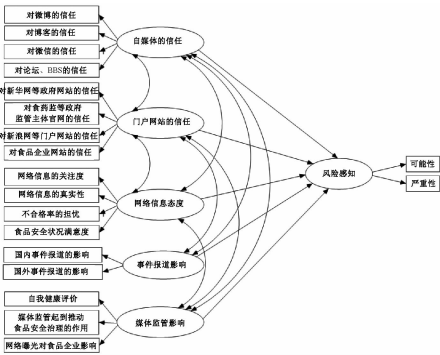 对微博的信任
对博客的信任
对微信的信任
对论坛、BBS的信任
自媒体的信任
对新华网等政府网站的信任
对食药监等政府
监管主体官网的信任
对新浪网等门户网站的信任
对食品企业网站的信任
门户网站的信任
网络信息的关注度
网络信息的真实性
不合格率的担忧
食品安全状况满意度
网络信息态度
国内事件报道的影响
国外事件报道的影响
事件报道影响
自我健康评价
媒体监管起到推动
食品安全治理的作用
网络曝光对食品企业影响
媒体监管影响
风险感知
可能性
严重性